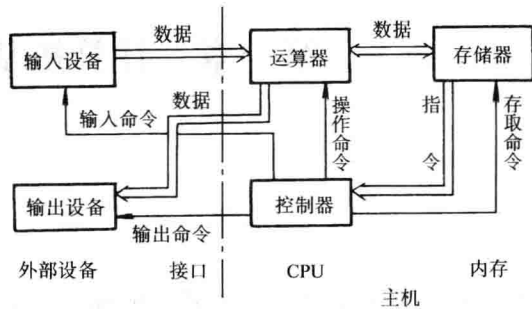 数据
数据
输入设备
运算器
存储器
数据
输入命令
操作命令
指令
存取命令
输出设备
控制器
输出命令
外部设备
接口
CPU
内存
主机